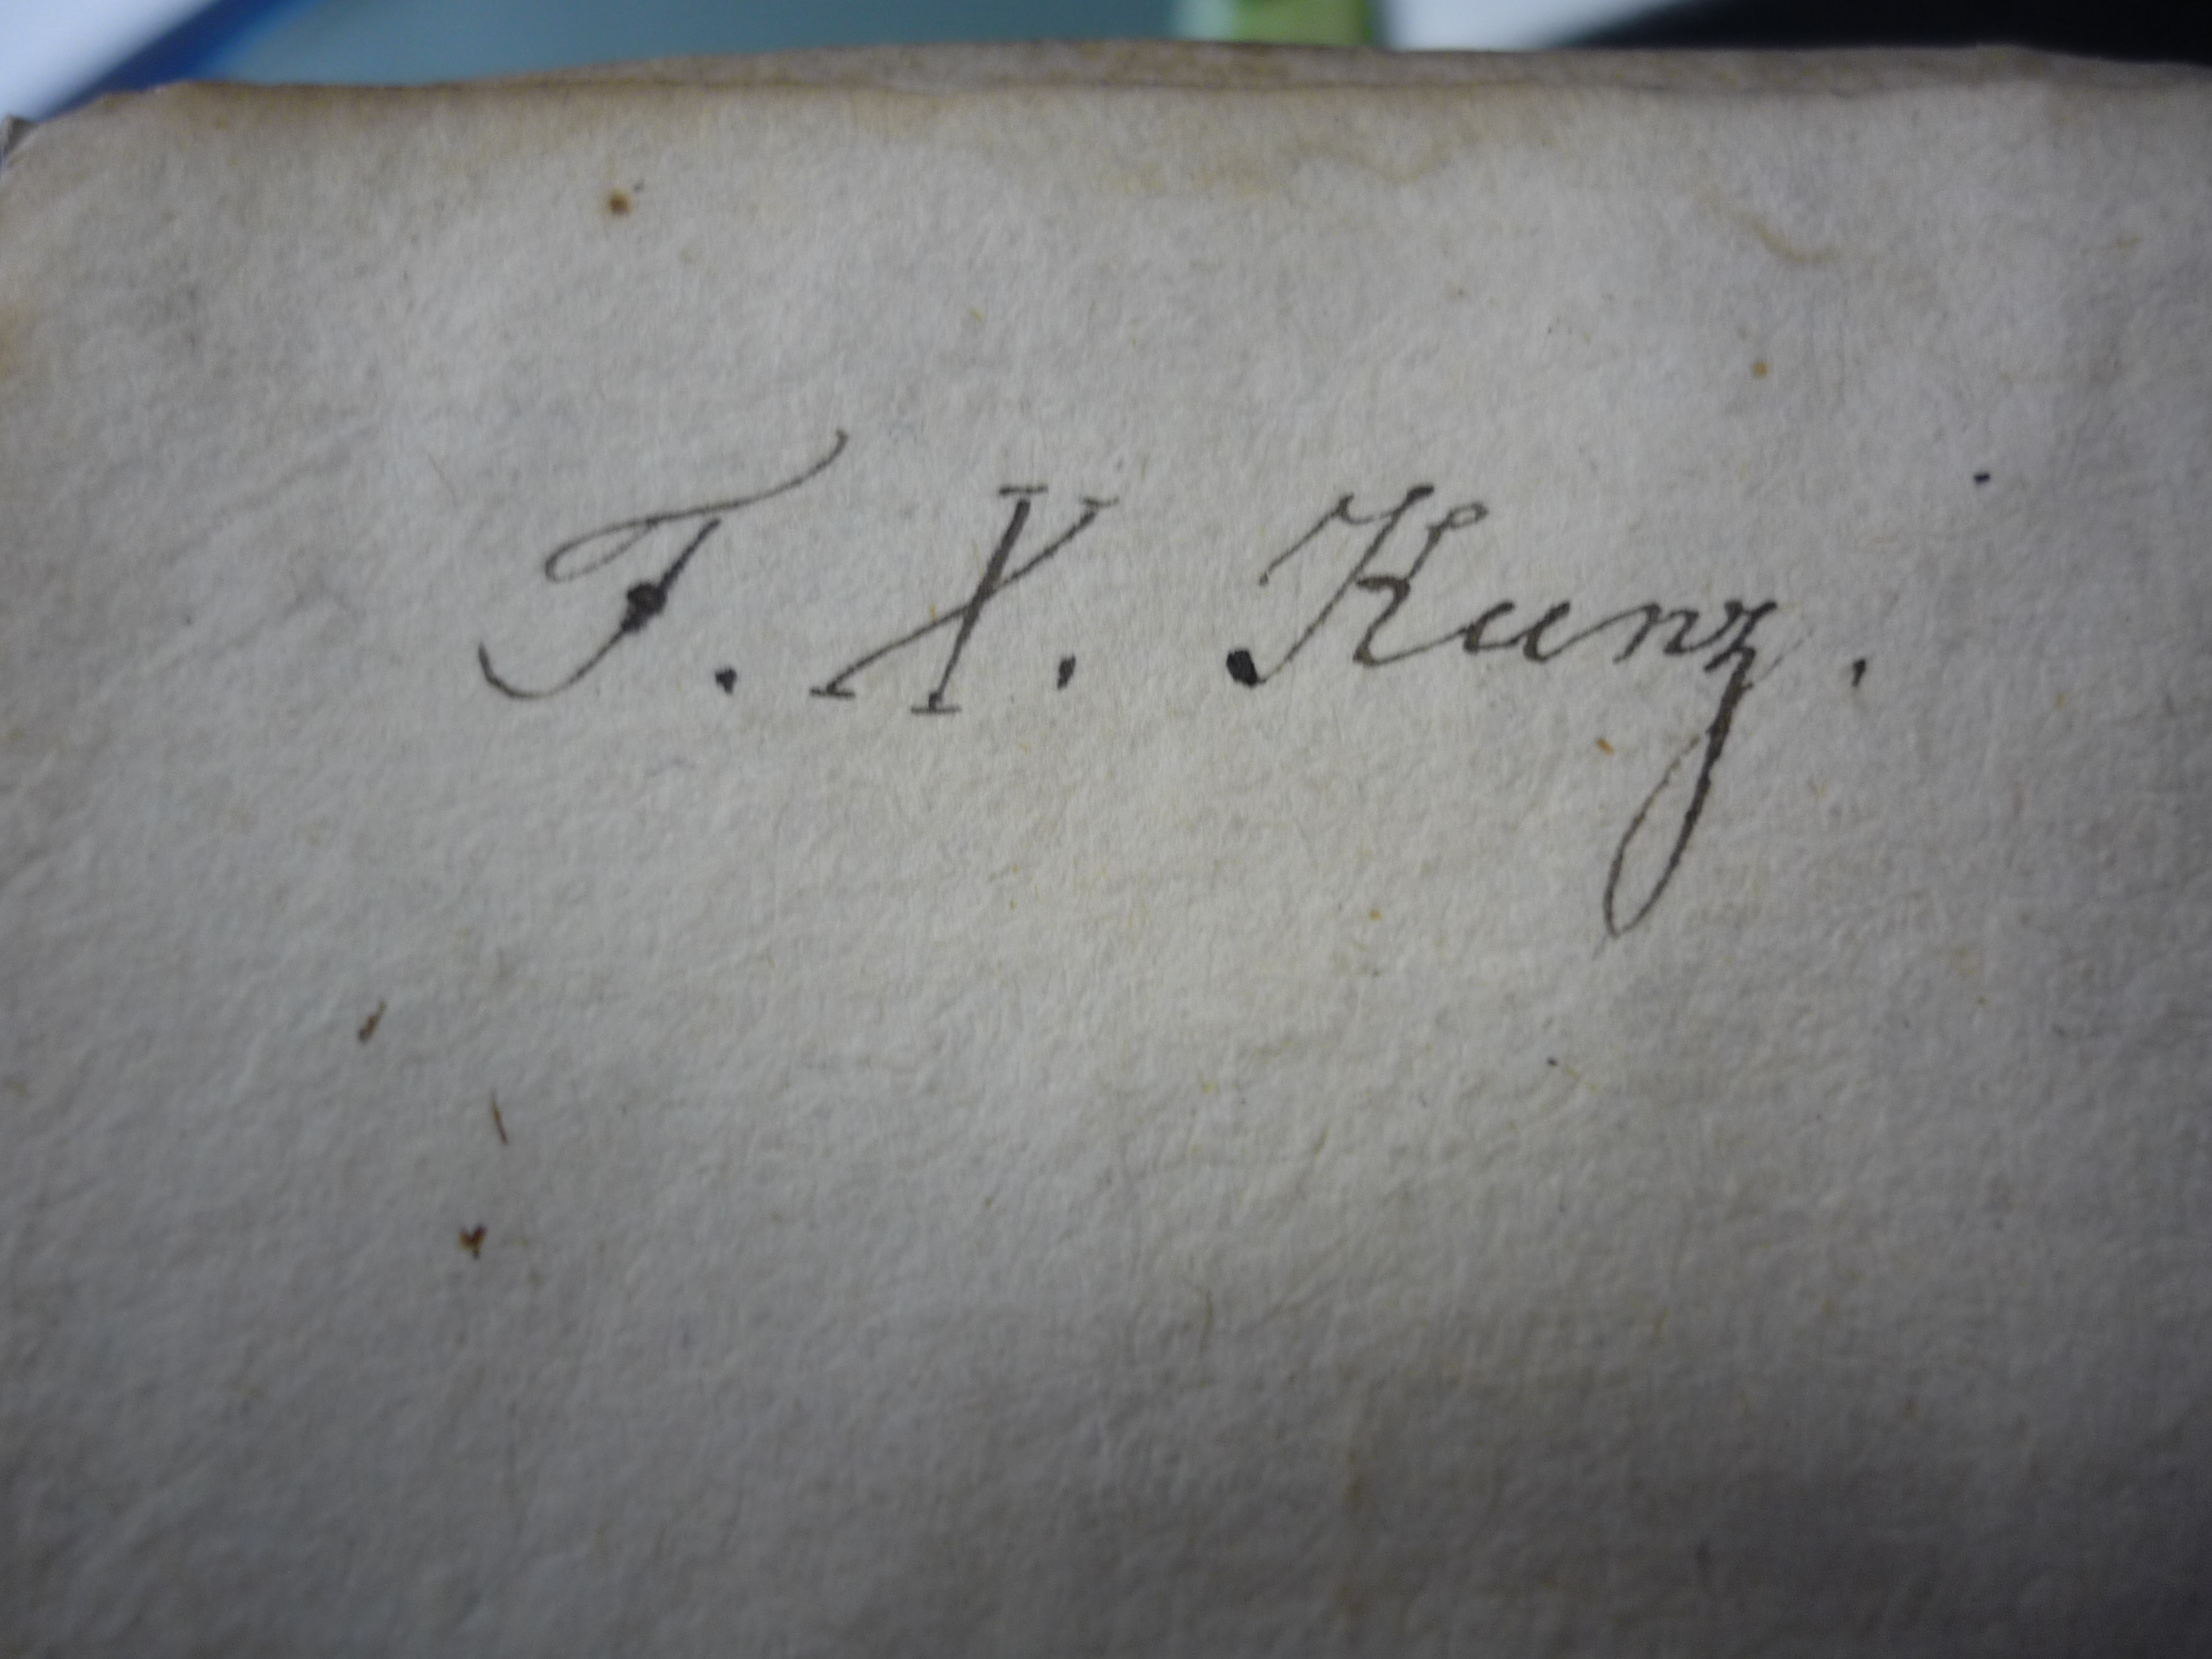 F. X. Kunz.